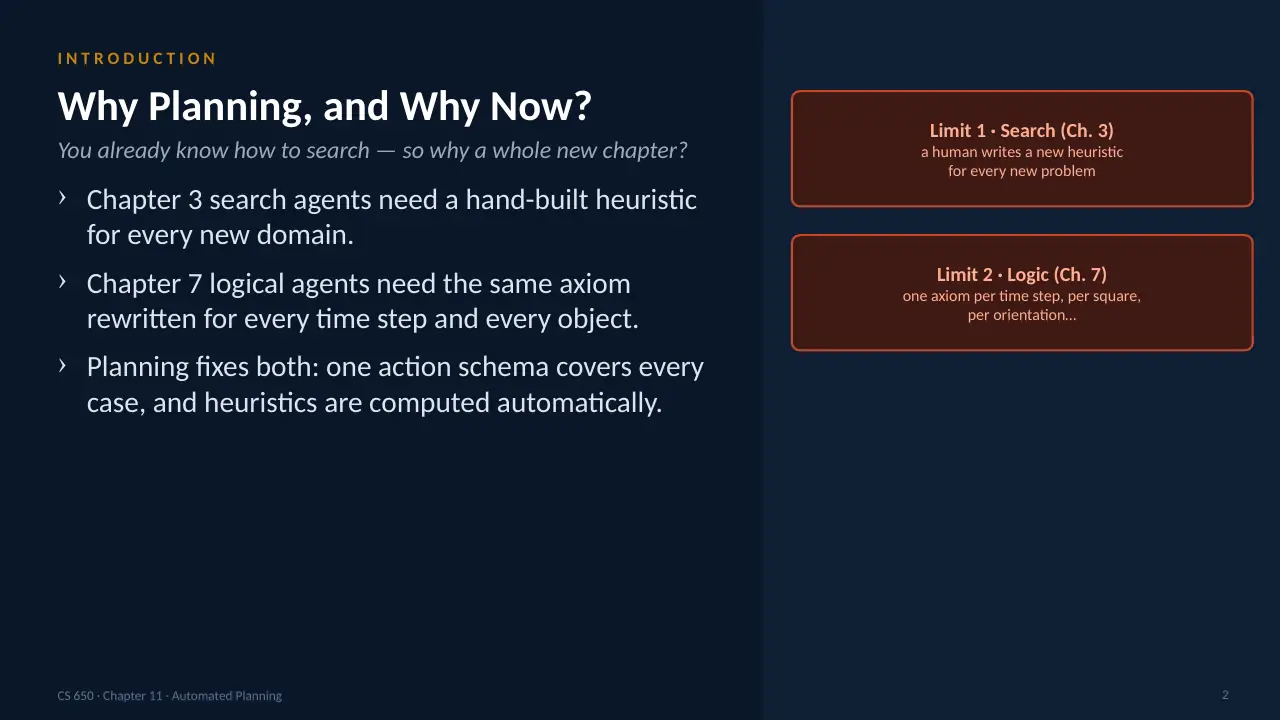 INTRODUCTION
Why Planning, and Why Now?
You already know how to search — so why a whole new chapter?
› Chapter 3 search agents need a hand-built heuristic
for every new domain.
› Chapter 7 logical agents need the same axiom
rewritten for every time step and every object.
› Planning fixes both: one action schema covers every
case, and heuristics are computed automatically.
Limit 1 · Search (Ch. 3)
a human writes a new heuristic
for every new problem
Limit 2 · Logic (Ch. 7)
one axiom per time step, per square,
per orientation...
CS 650 · Chapter 11 · Automated Planning
2